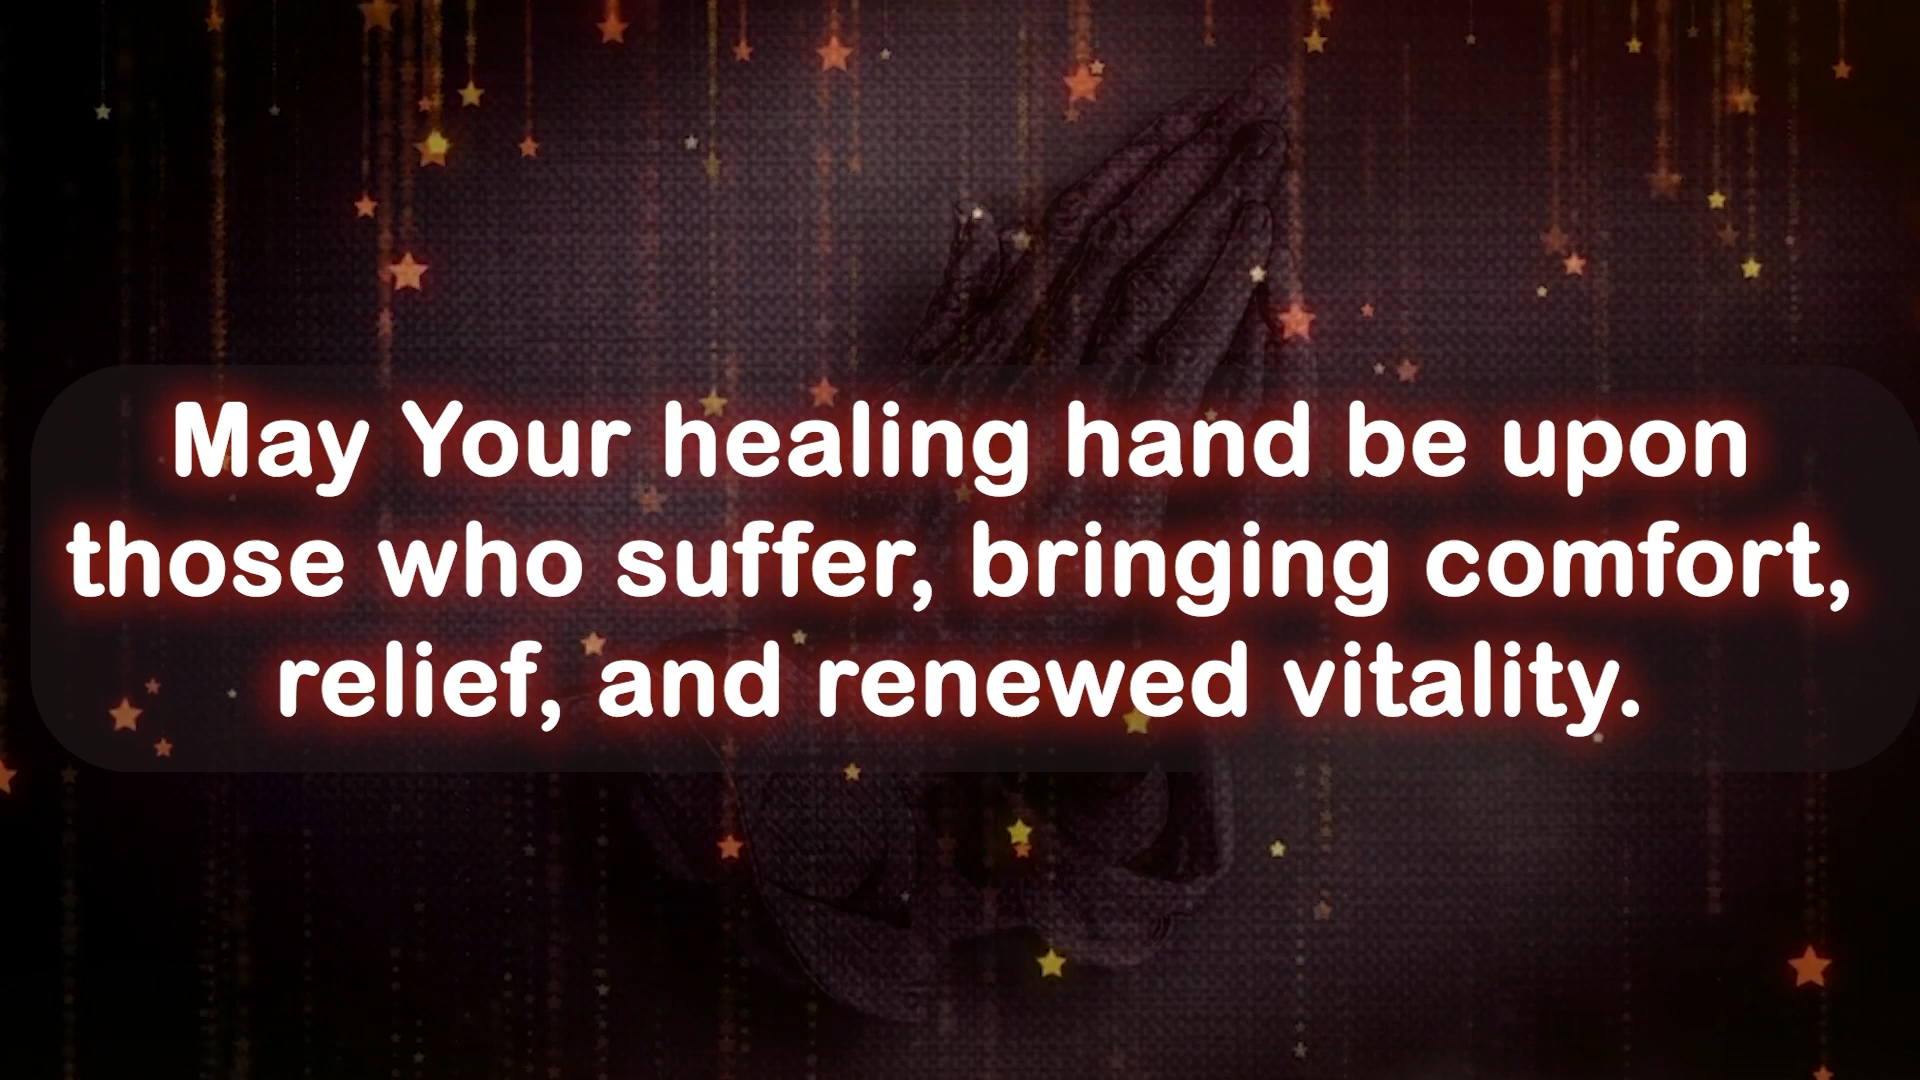 May Your healing hand be upon
those who suffer, bringing comfort,
relief, and renewed vitality.